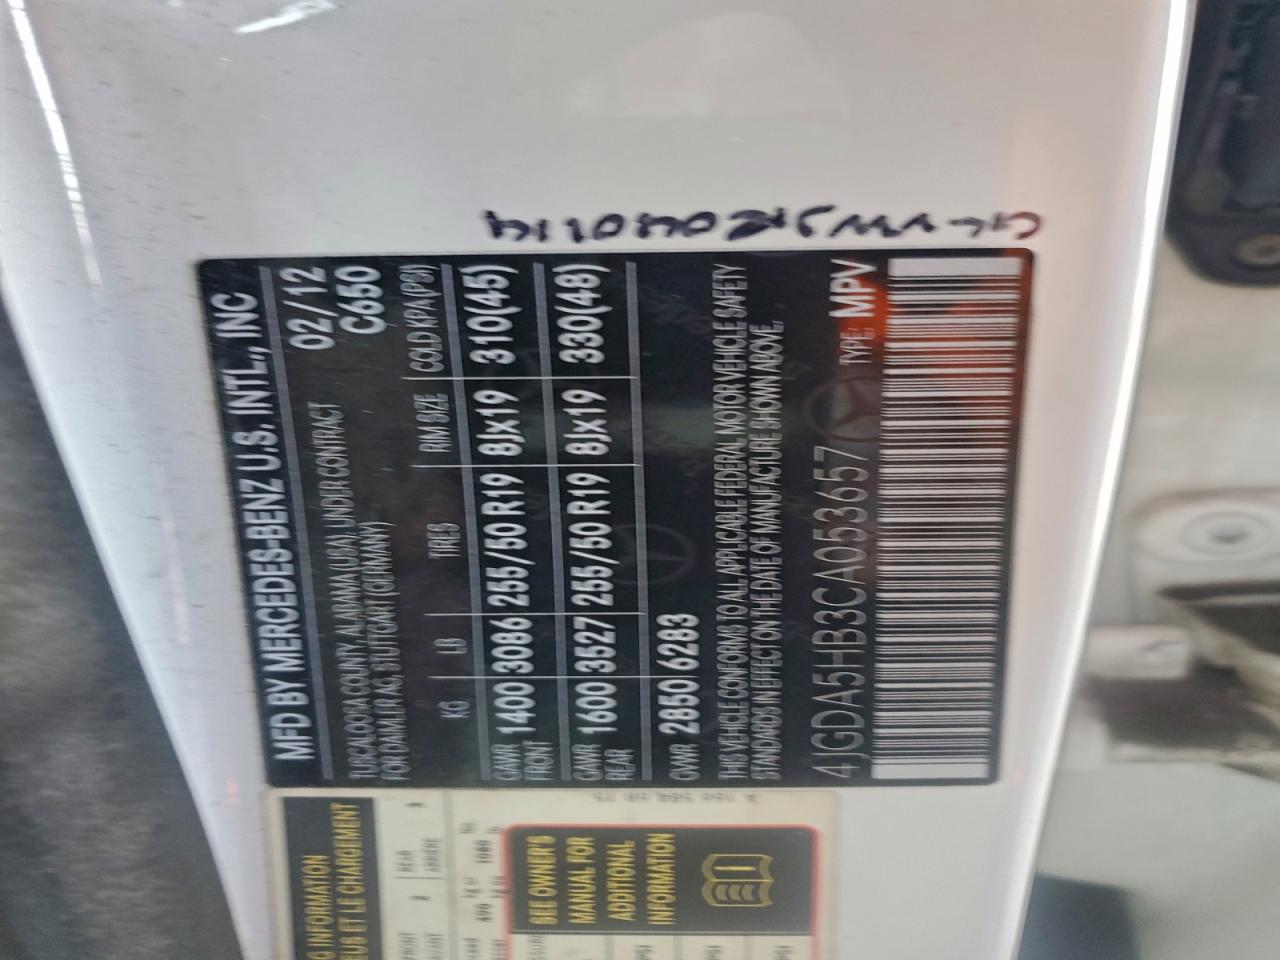 MFD BY MERCEDES-BENZ U.S. INTL., INC
TUSCALOOSA COUNTY, ALABAMA (USA), UNDER CONTRACT 02/12
FOR DAIMLER AG, STUTTGART (GERMANY) C650
KG LB TIRES RIM SIZE COLD KPA(PSI)
GAWR FRONT 1400 3086 255/50 R19 8Jx19 310(45)
GAWR REAR 1600 3527 255/50 R19 8Jx19 330(48)
GVWR 2850 6283
THIS VEHICLE CONFORMS TO ALL APPLICABLE FEDERAL MOTOR VEHICLE SAFETY
STANDARDS IN EFFECT ON THE DATE OF MANUFACTURE SHOWN ABOVE.
4JGDA5HB3CA053657 TYPE: MPV
INFORMATION
ET LE CHARGEMENT
2
REAR
ARRIÈRE
3
SEE OWNER'S
MANUAL FOR
ADDITIONAL
INFORMATION